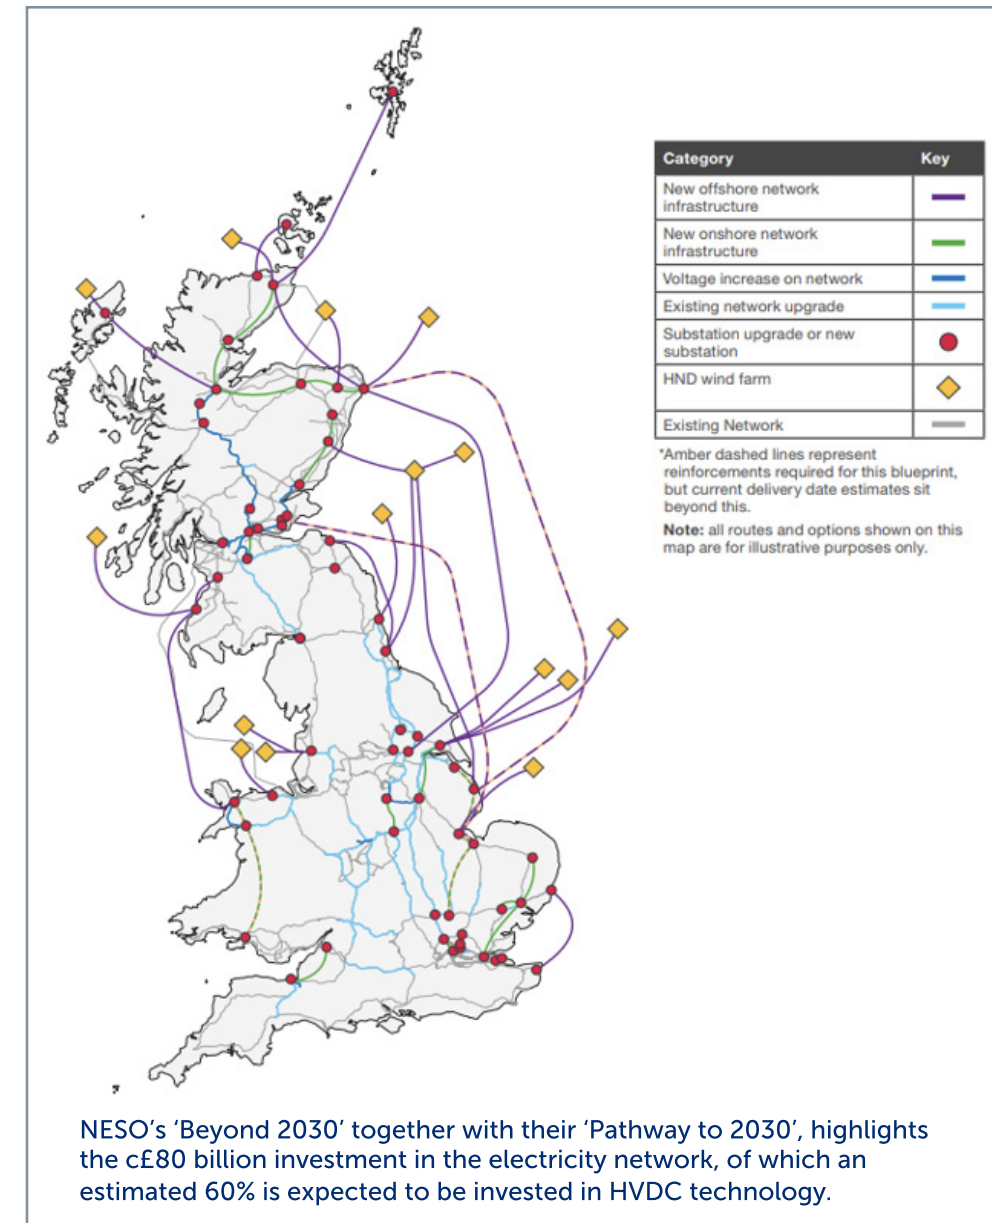 Category Key
New offshore network
infrastructure
New onshore network
infrastructure
Voltage increase on network
Existing network upgrade
Substation upgrade or new
substation
HND wind farm
Existing Network
*Amber dashed lines represent
reinforcements required for this blueprint,
but current delivery date estimates sit
beyond this.
Note: all routes and options shown on this
map are for illustrative purposes only.
NESO’s ‘Beyond 2030’ together with their ‘Pathway to 2030’, highlights
the c£80 billion investment in the electricity network, of which an
estimated 60% is expected to be invested in HVDC technology.